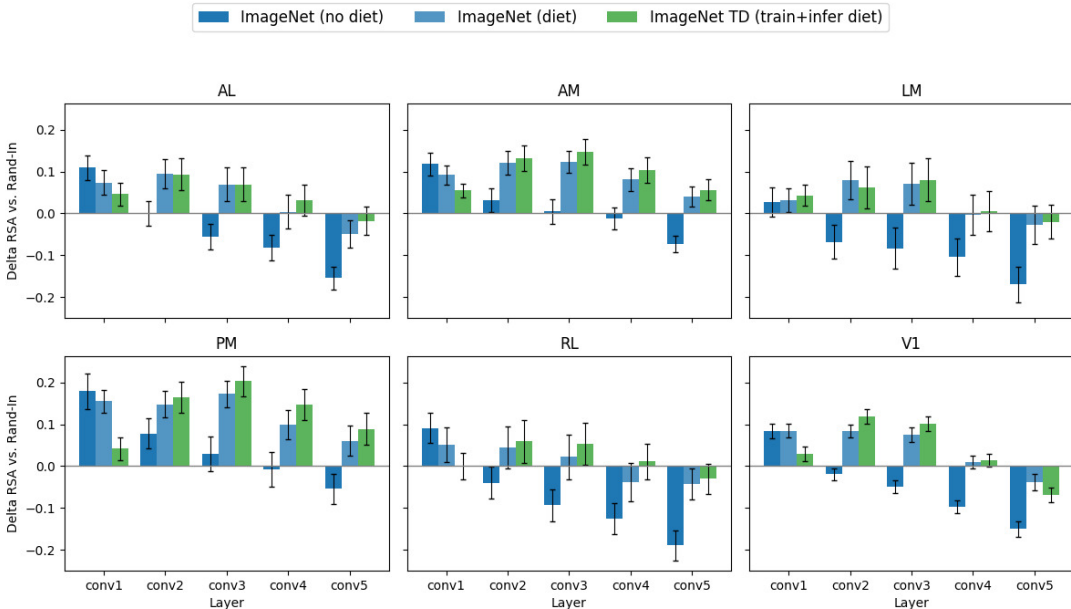 ImageNet (no diet) ImageNet (diet) ImageNet TD (train+infer diet)
AL AM LM
Delta RSA vs. Rand-In
0.2
0.1
0.0
−0.1
−0.2
PM RL V1
Delta RSA vs. Rand-In
0.2
0.1
0.0
−0.1
−0.2
conv1 conv2 conv3 conv4 conv5 conv1 conv2 conv3 conv4 conv5 conv1 conv2 conv3 conv4 conv5
Layer Layer Layer